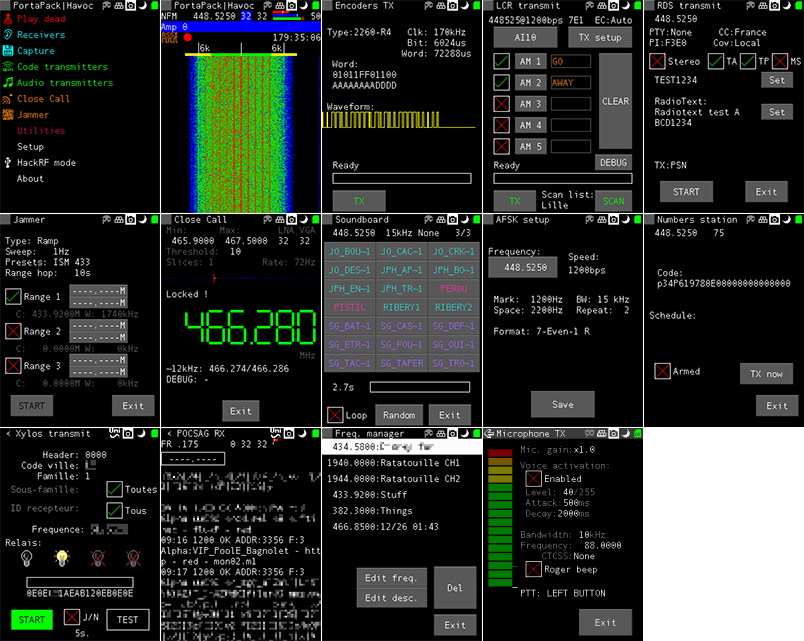 PortaPack|Havoc
Play dead
Receivers
Capture
Code transmitters
Audio transmitters
Close Call
Jammer
Utilities
Setup
HackRF mode
About
PortaPack|Havoc
NFM 448.5250 32 32 50
Amp 0
179:35:06
6k 6k
Encoders TX
Type:2260-R4 Clk: 170kHz
Bit: 6024us
Word: 72288us
Word:
01011FF01100
AAAAAAAADDDD
Waveform:
Ready
TX
LCR transmit
448525@1200bps 7E1 EC:Auto
AI10 TX setup
AM 1 GO
AM 2 AWAY
AM 3
AM 4
AM 5
CLEAR
DEBUG
Ready
TX Scan list: Lille SCAN
RDS transmit
448.5250
PTY:None CC:France
PI:F3E0 Cov:Local
Stereo TA TP MS
TEST1234 Set
RadioText:
Radiotext test A
BCD1234
Set
TX:PSN
START Exit
Jammer
Type: Ramp
Sweep: 1Hz
Presets: ISM 433
Range hop: 10s
Range 1 ----.----M
----.----M
C: 433.9200M W: 1740kHz
Range 2 ----.----M
----.----M
C: 0.0000M W: 0kHz
Range 3 ----.----M
----.----M
C: 0.0000M W: 0kHz
START Exit
Close Call
Min: Max: LNA VGA
465.9000 467.5000 32 32
Threshold: 10
Slices: 1 Rate: 72Hz
Locked !
466.280
MHz
~12kHz: 466.274/466.286
DEBUG: -
Exit
Soundboard
448.5250 15kHz None 3/3
JO_BOU~1 JO_CAC~1 JO_CRK~1
JO_DES~1 JPH_AP~1 JPH_BO~1
JPH_EN~1 JPH_TR~1 PERDU
PISTIL RIBERY1 RIBERY2
SG_BAT~1 SG_CAS~1 SG_DEF~1
SG_ETR~1 SG_FOU~1 SG_OUI~1
SG_TAC~1 SG_TAPER SG_TRO~1
2.7s
Loop Random Exit
AFSK setup
Frequency:
448.5250
Speed:
1200bps
Mark: 1200Hz BW: 15 kHz
Space: 2200Hz Repeat: 2
Format: 7-Even-1 R
Save
Numbers station
448.5250 75
Code:
p34P619780E00000000000000
Schedule:
Armed TX now
Exit
< Xylos transmit
Header: 0000
Code ville:
Famille: 1
Sous-famille: Toutes
ID recepteur: Tous
Frequence:
Relais:
START J/N 5s. TEST
< POCSAG RX
FR .175 0 32 32
----.----
09:16 1200 OK ADDR:3356 F:3
Alpha:VIP_PoolE_Bagnolet - htt
p - red - mon02.ml
09:17 1200 OK ADDR:3356 F:3
Freq. manager
434.5800:
1940.0000:Ratatouille CH1
1944.0000:Ratatouille CH2
433.9200:Stuff
382.3000:Things
466.8500:12/26 01:43
Edit freq.
Edit desc.
Del
Exit
Microphone TX
Mic. gain:x1.0
Voice activation:
Enabled
Level: 40/255
Attack:500ms
Decay:2000ms
Bandwidth: 10kHz
Frequency: 88.0000
CTCSS:None
Roger beep
PTT: LEFT BUTTON
Exit